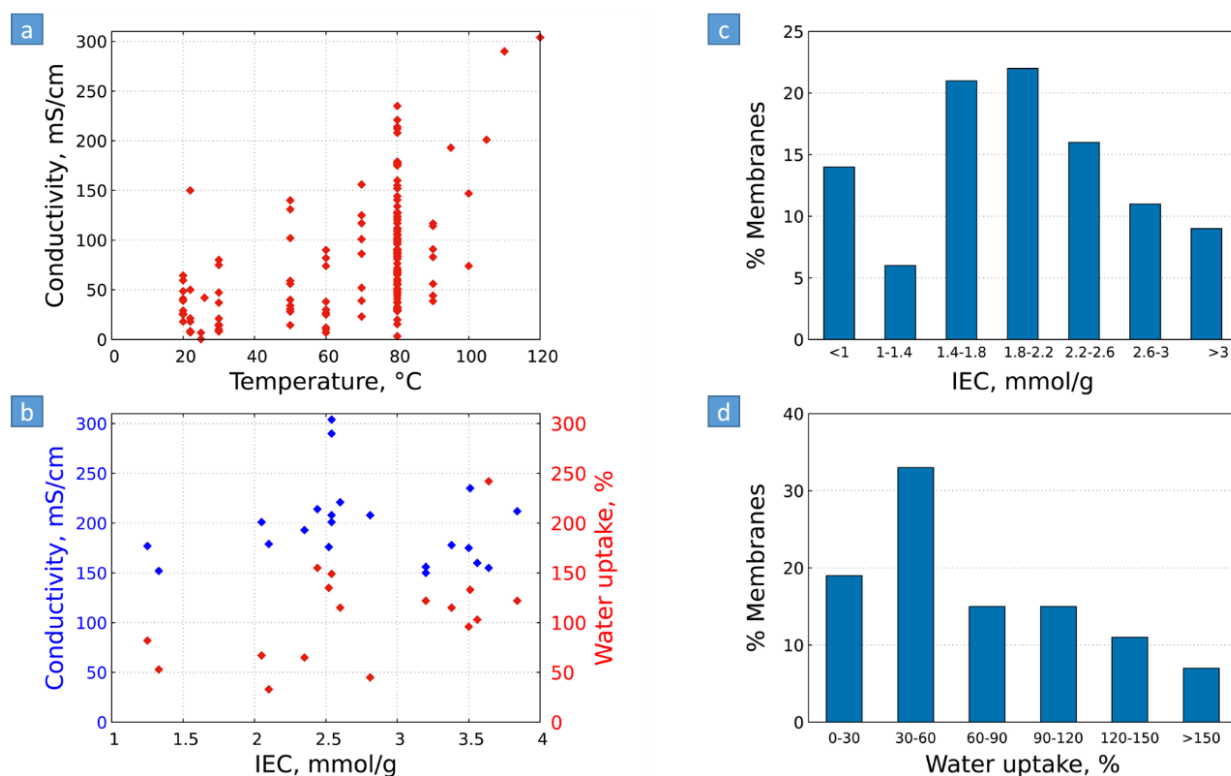 a
300
250
200
150
100
50
0
Conductivity, mS/cm
0 20 40 60 80 100 120
Temperature, °C
b
300
250
200
150
100
50
0
Conductivity, mS/cm
300
250
200
150
100
50
0
Water uptake, %
1 1.5 2 2.5 3 3.5 4
IEC, mmol/g
c
25
20
15
10
5
0
% Membranes
<1 1-1.4 1.4-1.8 1.8-2.2 2.2-2.6 2.6-3 >3
IEC, mmol/g
d
40
30
20
10
0
% Membranes
0-30 30-60 60-90 90-120 120-150 >150
Water uptake, %